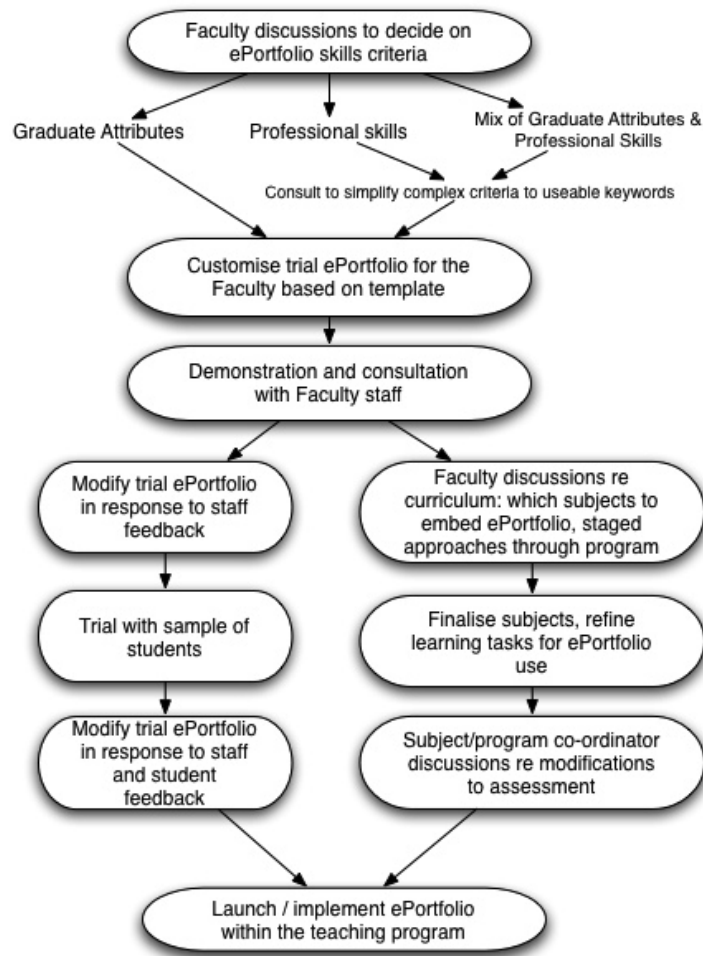 Faculty discussions to decide on
ePortfolio skills criteria
Graduate Attributes
Professional skills
Mix of Graduate Attributes &
Professional Skills
Consult to simplify complex criteria to useable keywords
Customise trial ePortfolio for the
Faculty based on template
Demonstration and consultation
with Faculty staff
Modify trial ePortfolio
in response to staff
feedback
Faculty discussions re
curriculum: which subjects to
embed ePortfolio, staged
approaches through program
Trial with sample of
students
Finalise subjects, refine
learning tasks for ePortfolio
use
Modify trial ePortfolio
in response to staff
and student
feedback
Subject/program co-ordinator
discussions re modifications
to assessment
Launch / implement ePortfolio
within the teaching program